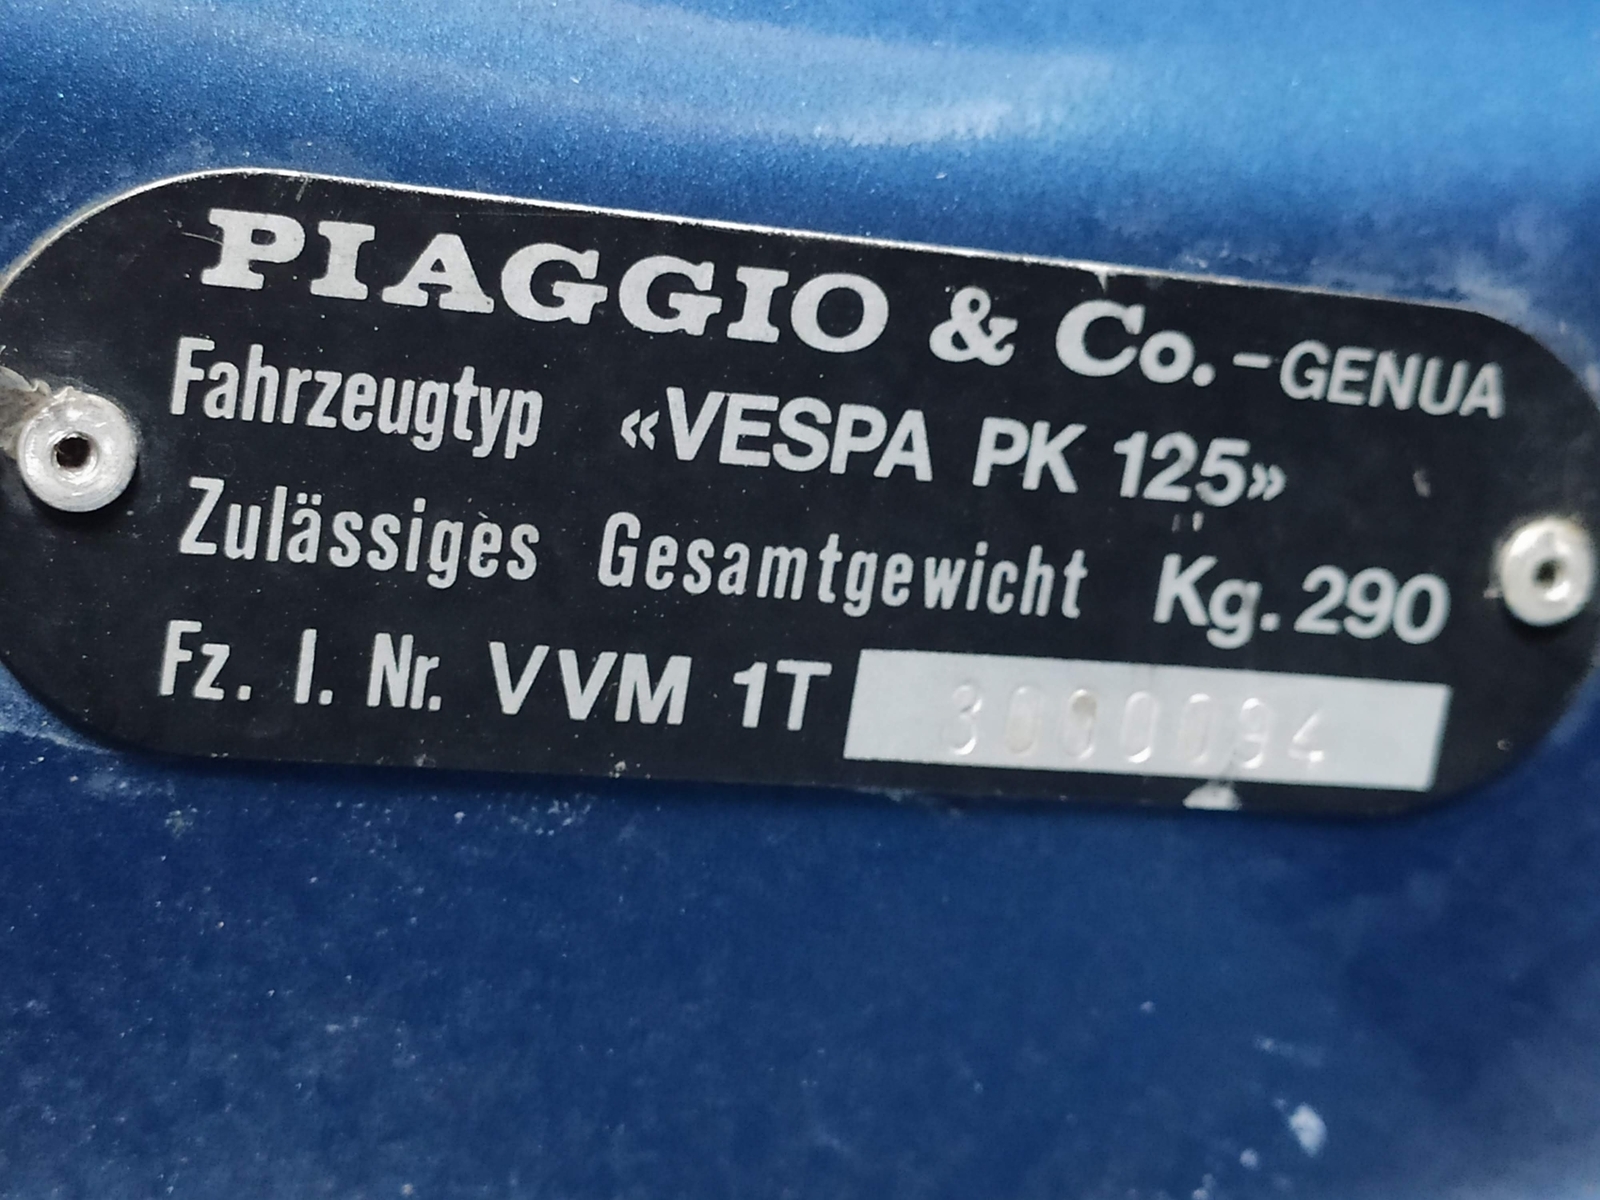 PIAGGIO & Co. - GENUA
Fahrzeugtyp «VESPA PK 125»
Zulässiges Gesamtgewicht Kg. 290
Fz. I. Nr. VVM 1T 3000094